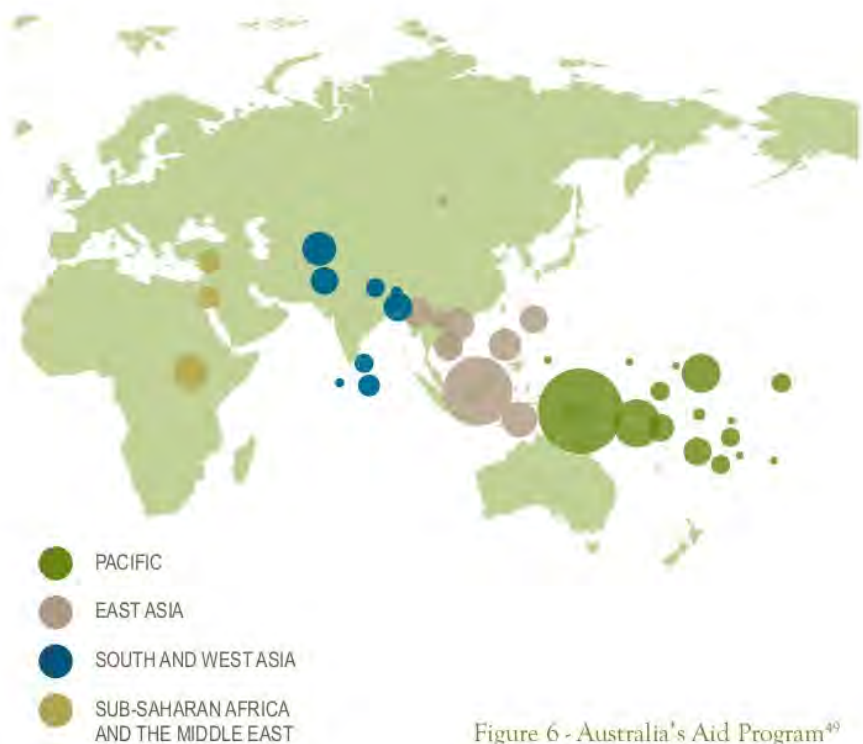 PACIFIC
EAST ASIA
SOUTH AND WEST ASIA
SUB-SAHARAN AFRICA
AND THE MIDDLE EAST
Figure 6 - Australia's Aid Program⁴⁹